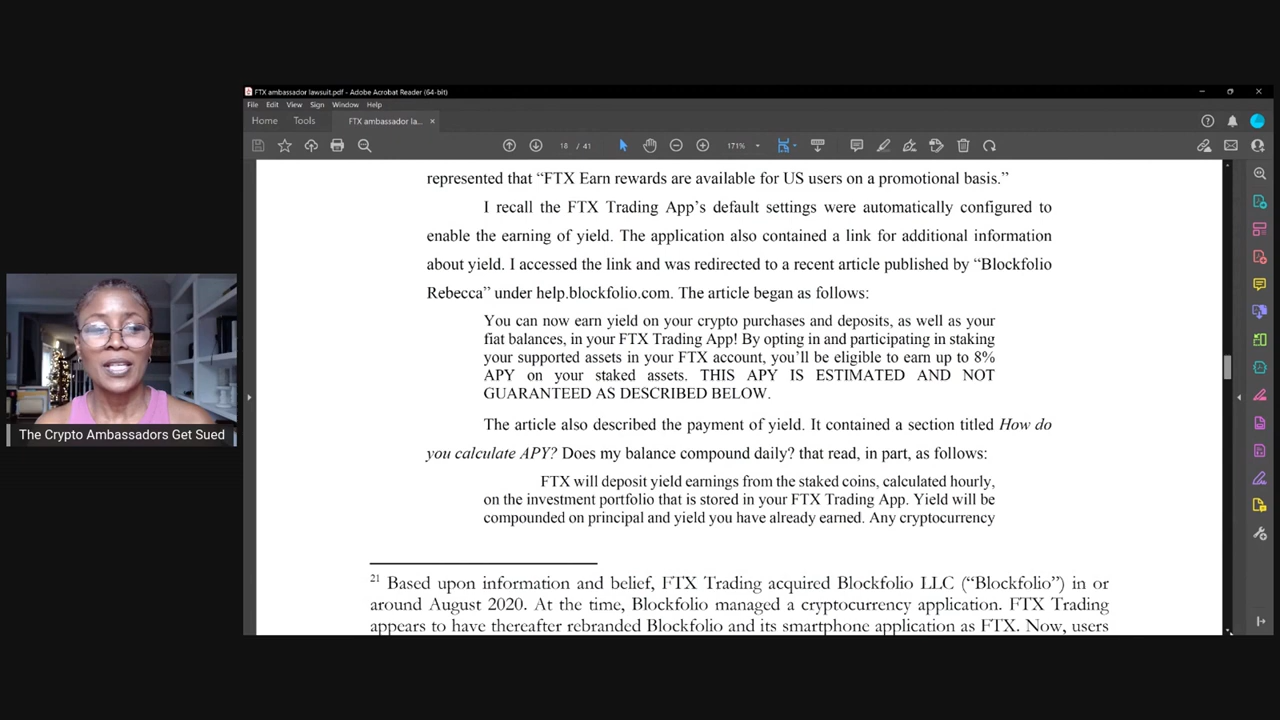 FTX ambassador lawsuit.pdf - Adobe Acrobat Reader (64-bit)
File Edit View Sign Window Help
Home Tools FTX ambassador la... ×
18 / 41 171%
represented that “FTX Earn rewards are available for US users on a promotional basis.”
I recall the FTX Trading App’s default settings were automatically configured to
enable the earning of yield. The application also contained a link for additional information
about yield. I accessed the link and was redirected to a recent article published by “Blockfolio
Rebecca” under help.blockfolio.com. The article began as follows:
You can now earn yield on your crypto purchases and deposits, as well as your
fiat balances, in your FTX Trading App! By opting in and participating in staking
your supported assets in your FTX account, you’ll be eligible to earn up to 8%
APY on your staked assets. THIS APY IS ESTIMATED AND NOT
GUARANTEED AS DESCRIBED BELOW.
The article also described the payment of yield. It contained a section titled How do
you calculate APY? Does my balance compound daily? that read, in part, as follows:
FTX will deposit yield earnings from the staked coins, calculated hourly,
on the investment portfolio that is stored in your FTX Trading App. Yield will be
compounded on principal and yield you have already earned. Any cryptocurrency
21 Based upon information and belief, FTX Trading acquired Blockfolio LLC (“Blockfolio”) in or
around August 2020. At the time, Blockfolio managed a cryptocurrency application. FTX Trading
appears to have thereafter rebranded Blockfolio and its smartphone application as FTX. Now, users
The Crypto Ambassadors Get Sued